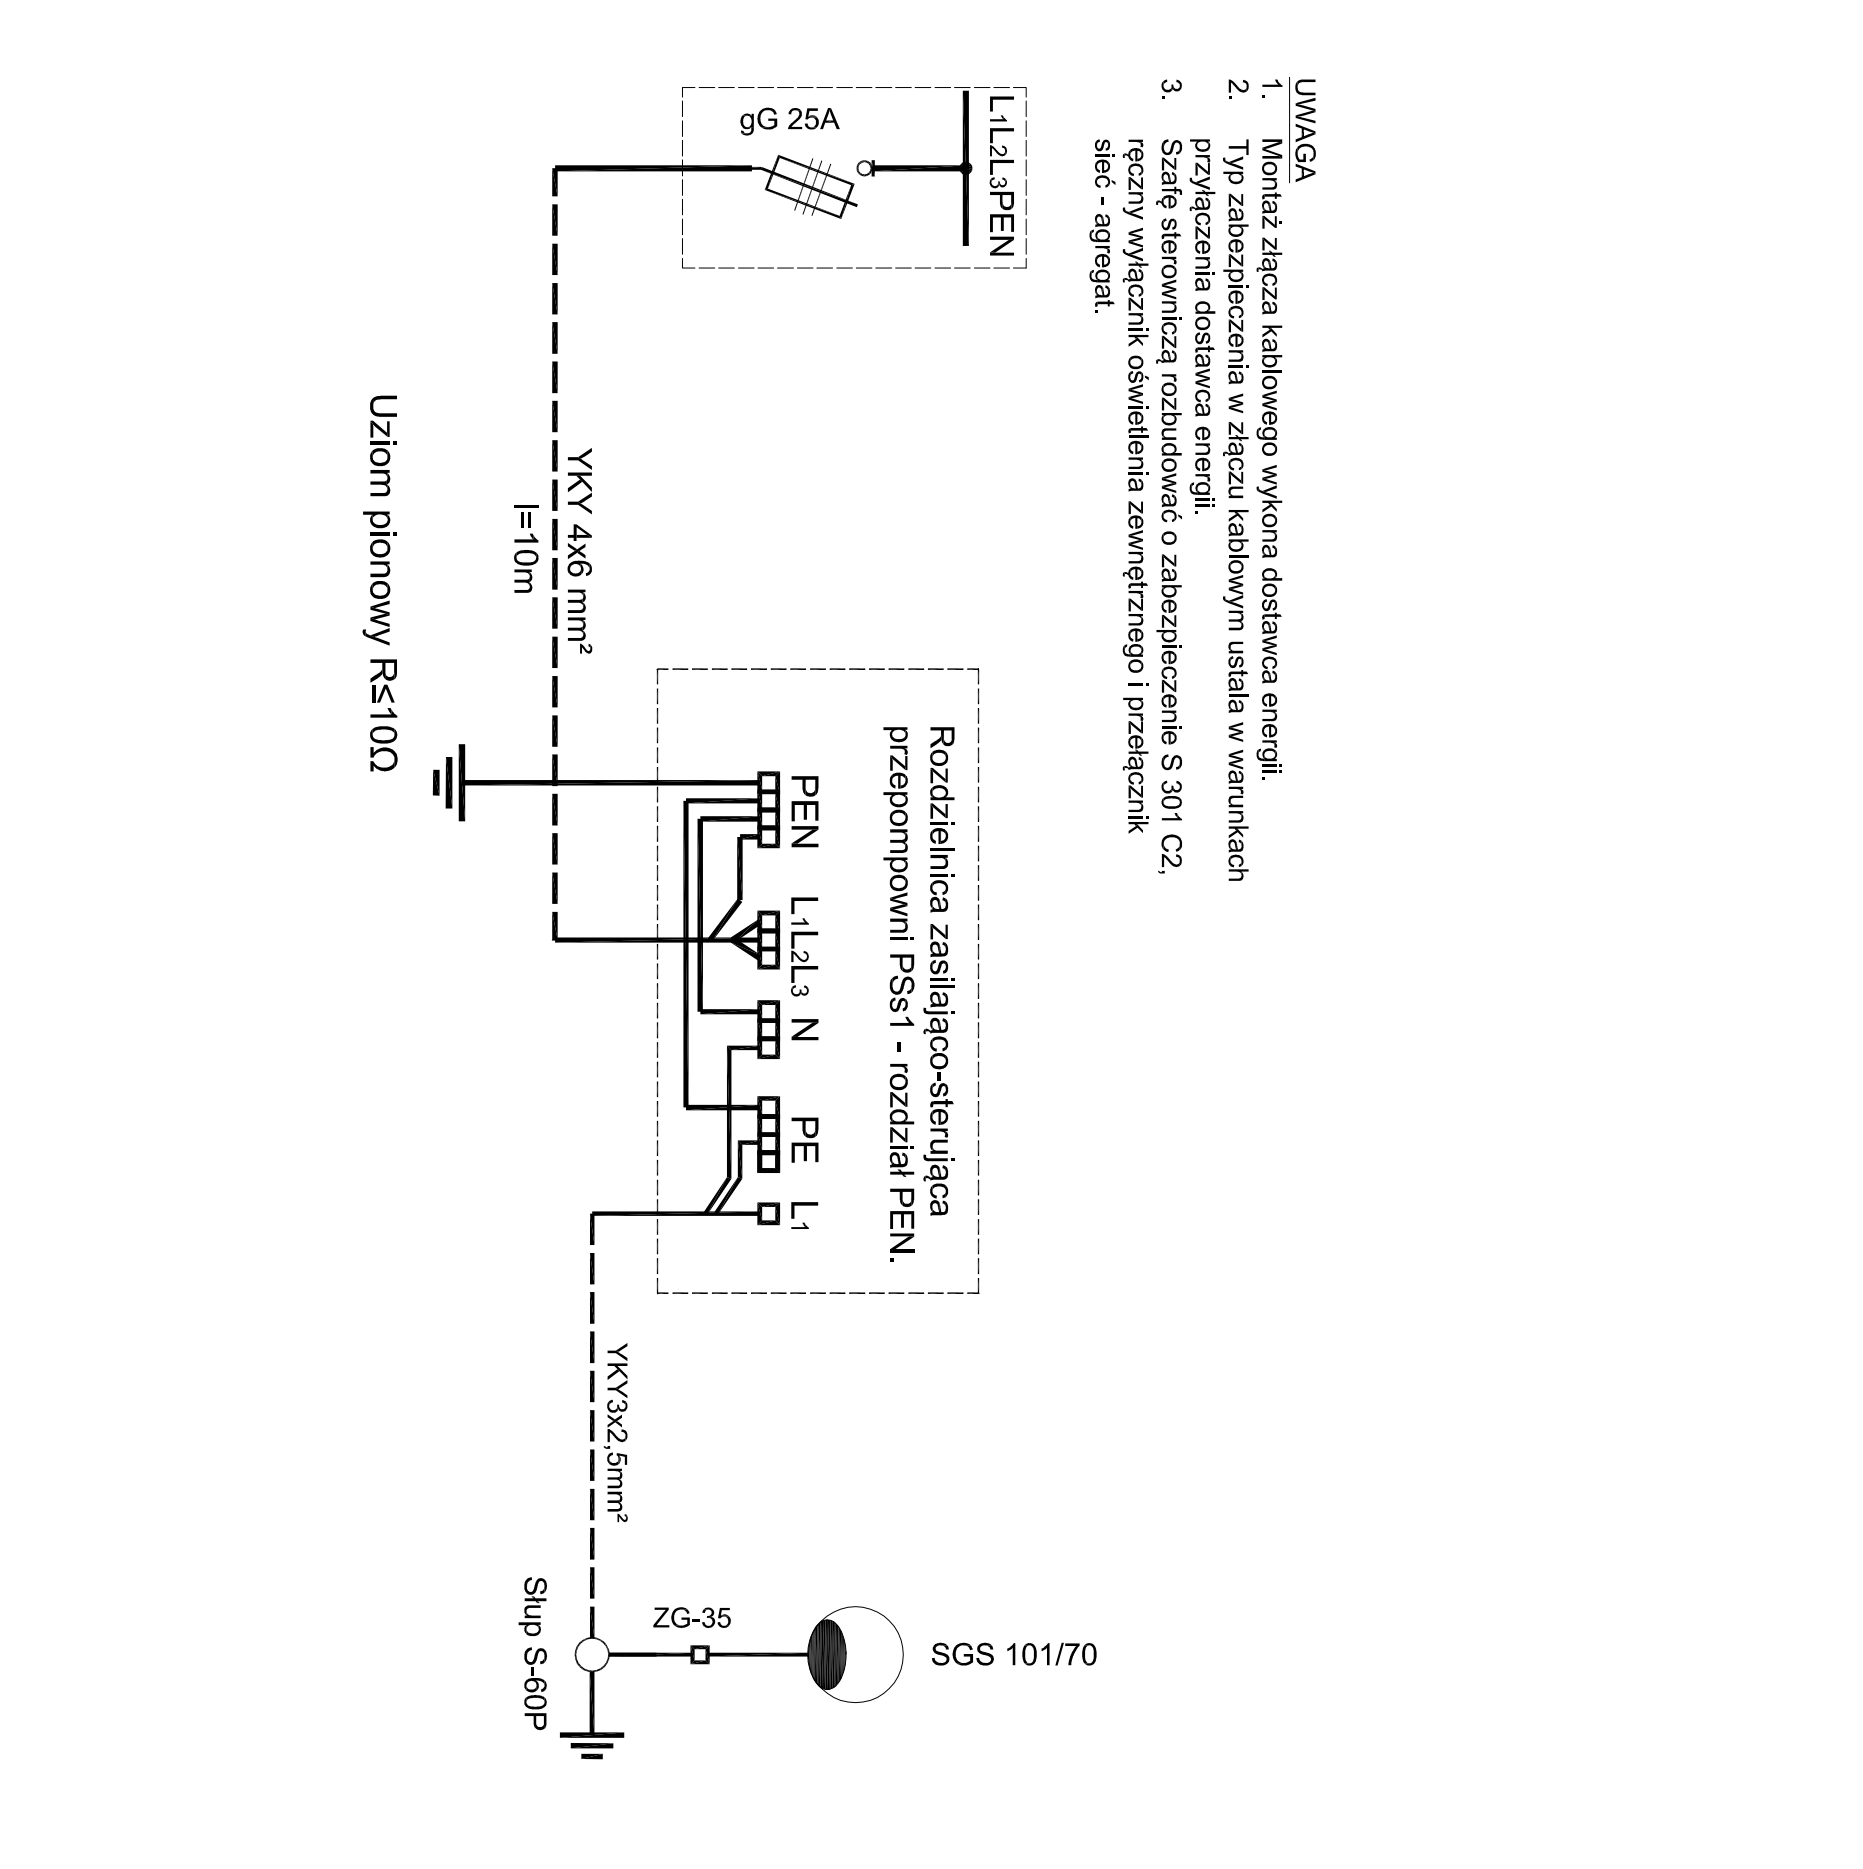 UWAGA
1. Montaż złącza kablowego wykona dostawca energii.
2. Typ zabezpieczenia w złączu kablowym ustala w warunkach
przyłączenia dostawca energii.
3. Szafę sterowniczą rozbudować o zabezpieczenie S 301 C2,
ręczny wyłącznik oświetlenia zewnętrznego i przełącznik
sieć - agregat.
L1L2L3PEN
gG 25A
YKY 4x6 mm²
l=10m
Uziom pionowy R≤10Ω
Rozdzielnica zasilająco-sterująca
przepompowni PSs1 - rozdział PEN.
PEN
L1L2L3
N
PE
L1
YKY3x2,5mm²
Słup S-60P
ZG-35
SGS 101/70